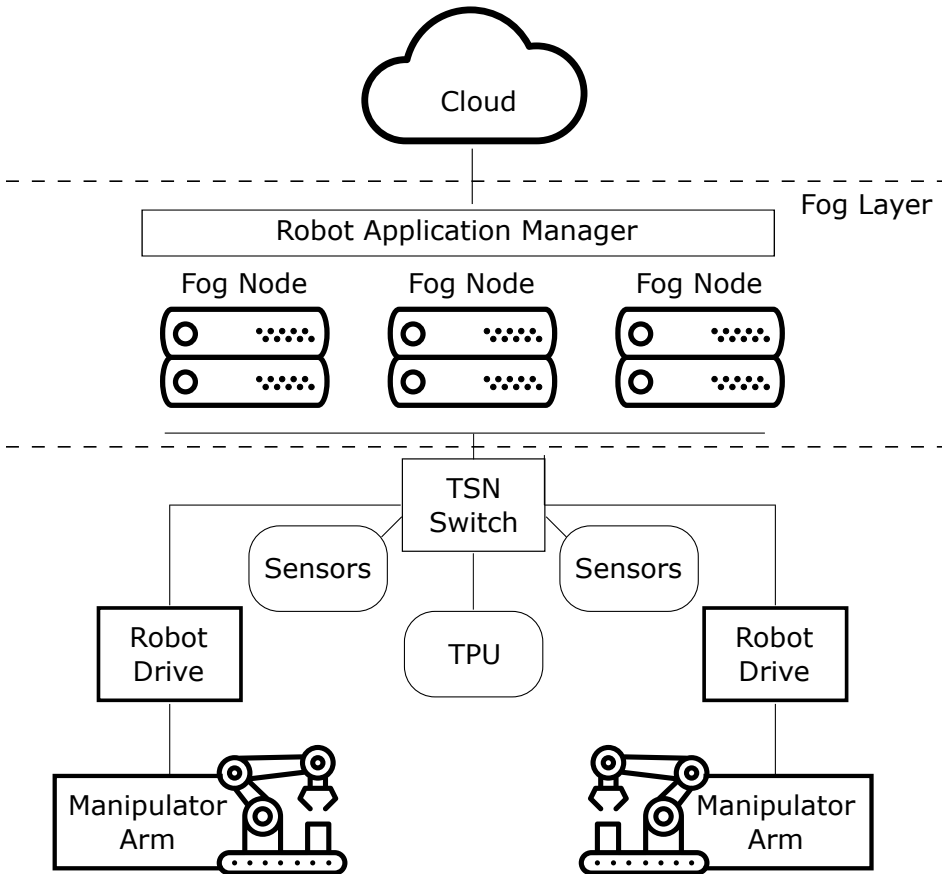 Cloud
Fog Layer
Robot Application Manager
Fog Node
Fog Node
Fog Node
TSN
Switch
Sensors
Sensors
Robot
Drive
TPU
Robot
Drive
Manipulator
Arm
Manipulator
Arm